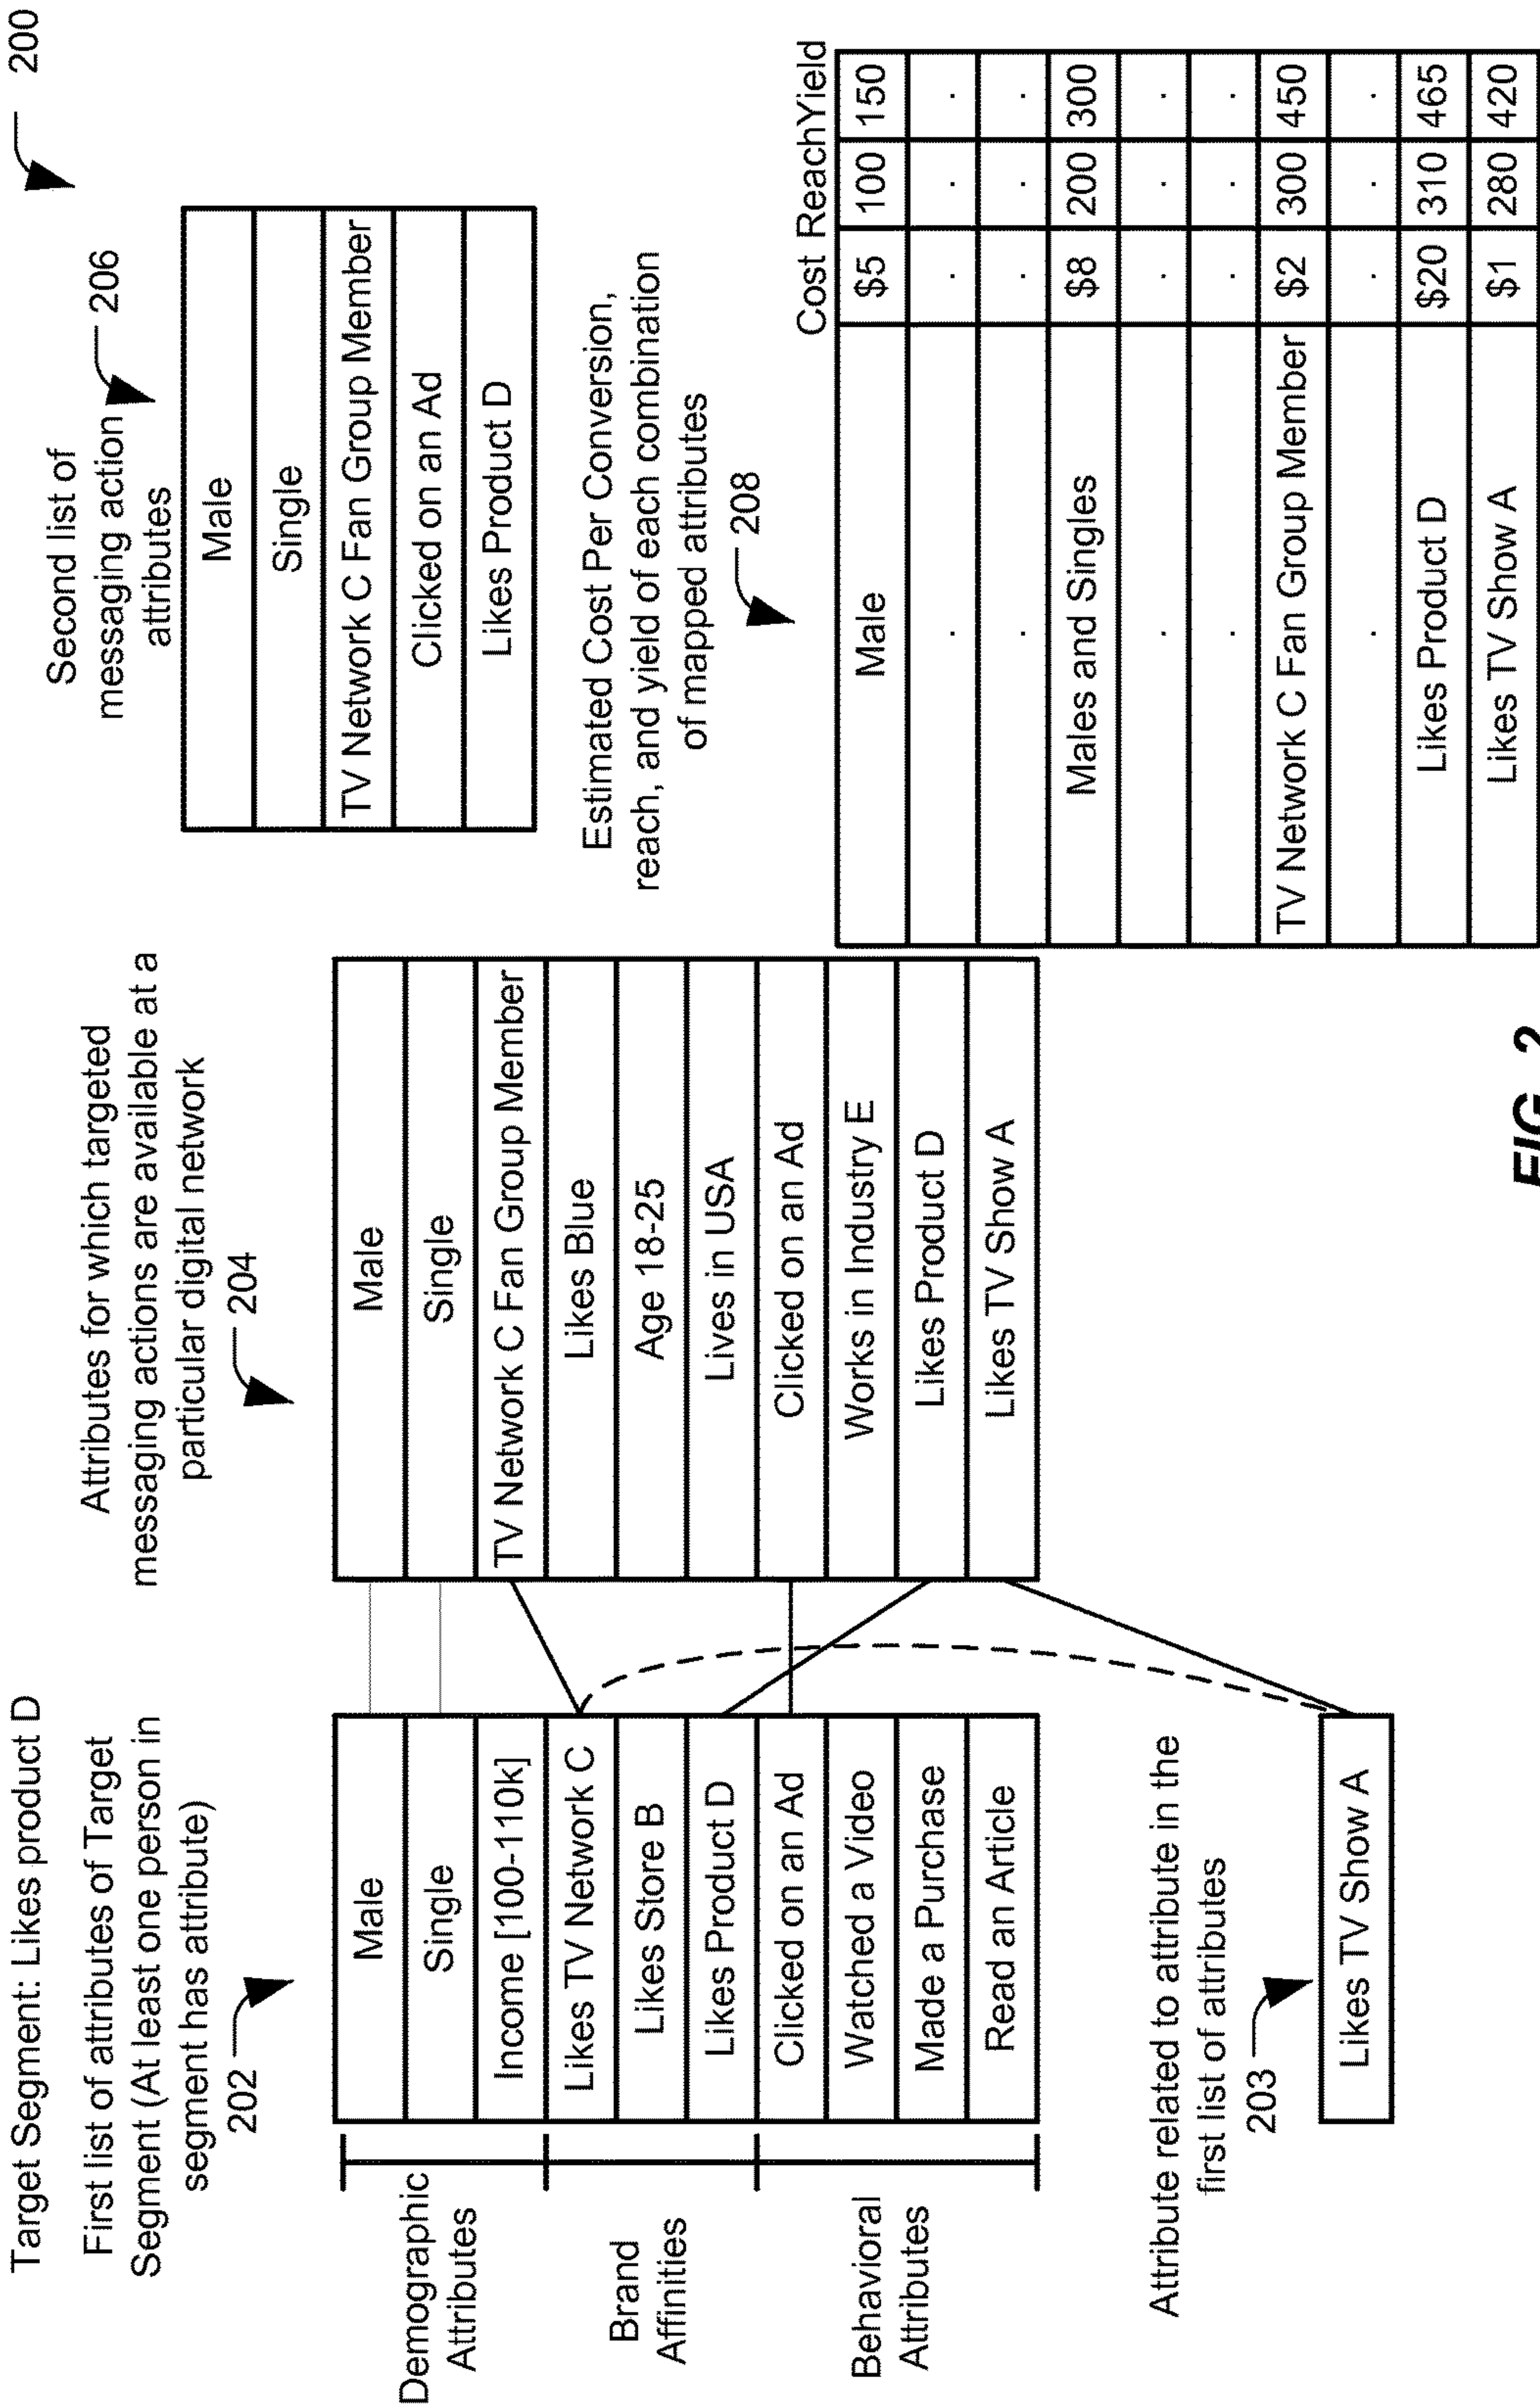 200
Target Segment: Likes product D
First list of attributes of Target
Segment (At least one person in
segment has attribute)
202
Demographic
Attributes
Brand
Affinities
Behavioral
Attributes
Male
Single
Income [100-110k]
Likes TV Network C
Likes Store B
Likes Product D
Clicked on an Ad
Watched a Video
Made a Purchase
Read an Article
Attribute related to attribute in the
first list of attributes
203
Likes TV Show A
Attributes for which targeted
messaging actions are available at a
particular digital network
204
Male
Single
TV Network C Fan Group Member
Likes Blue
Age 18-25
Lives in USA
Clicked on an Ad
Works in Industry E
Likes Product D
Likes TV Show A
Second list of
messaging action
attributes
206
Male
Single
TV Network C Fan Group Member
Clicked on an Ad
Likes Product D
Estimated Cost Per Conversion,
reach, and yield of each combination
of mapped attributes
208
Cost Reach Yield
Male $5 100 150
. . . .
. . . .
Males and Singles $8 200 300
. . . .
. . . .
TV Network C Fan Group Member $2 300 450
. . . .
Likes Product D $20 310 465
Likes TV Show A $1 280 420
FIG. 2